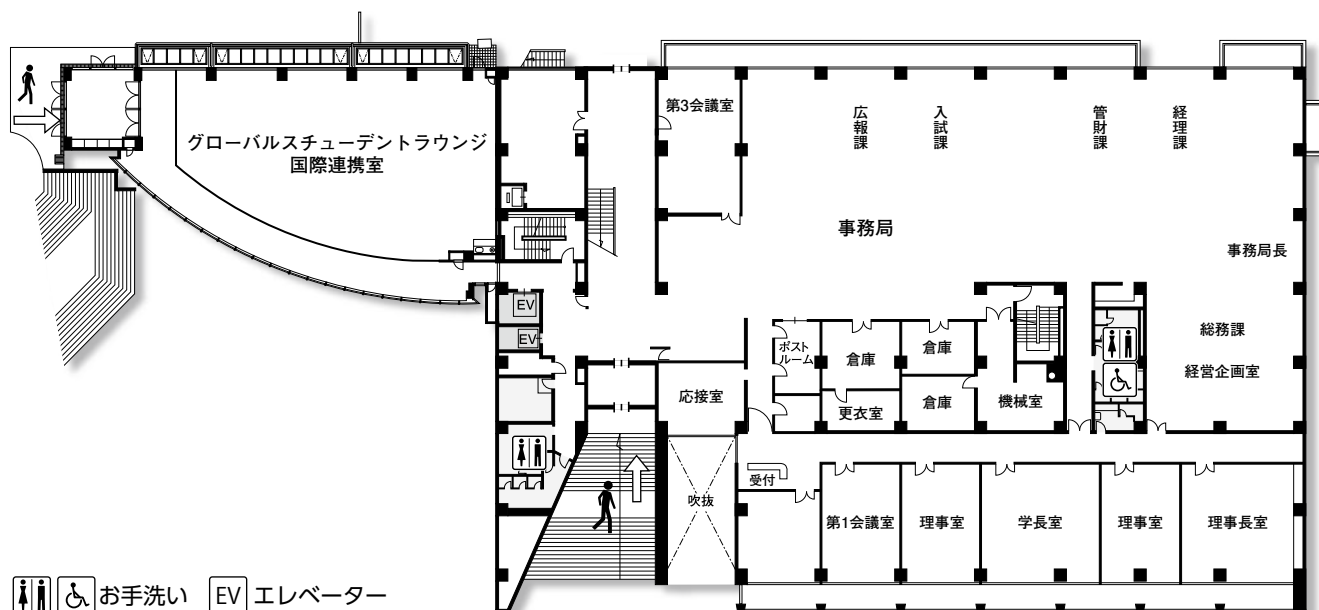 第3会議室
広報課
入試課
管財課
経理課
グローバルスチューデントラウンジ
国際連携室
事務局
事務局長
EV
EV
ポスト
ルーム
倉庫
倉庫
総務課
経営企画室
応接室
更衣室
倉庫
機械室
受付
吹抜
第1会議室
理事室
学長室
理事室
理事長室
お手洗い
EV エレベーター